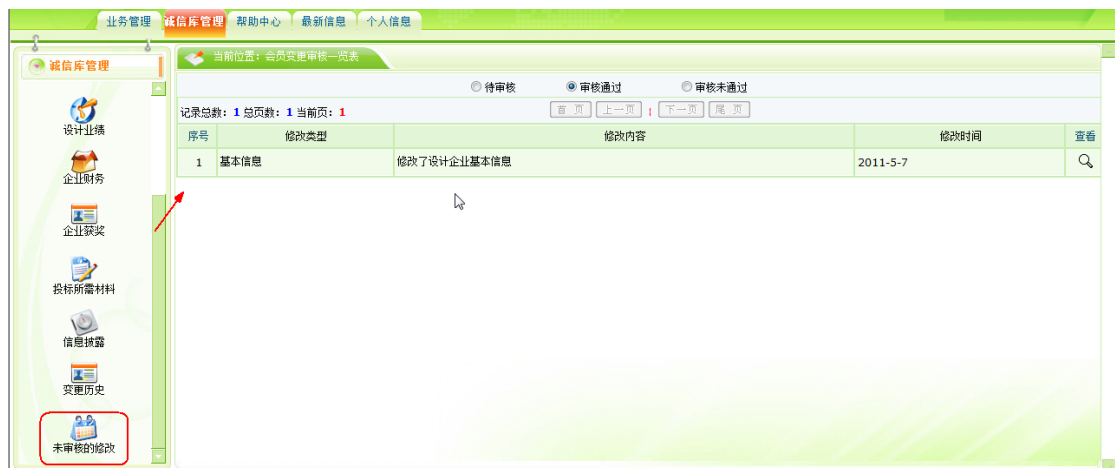 业务管理 诚信库管理 帮助中心 最新信息 个人信息
诚信库管理
当前位置：会员变更审核一览表
待审核 审核通过 审核未通过
记录总数：1 总页数：1 当前页：1
首 页 上一页 1 下一页 尾 页
序号 修改类型 修改内容 修改时间 查看
1 基本信息 修改了设计企业基本信息 2011-5-7
设计业绩
企业财务
企业获奖
投标所需材料
信息披露
变更历史
未审核的修改